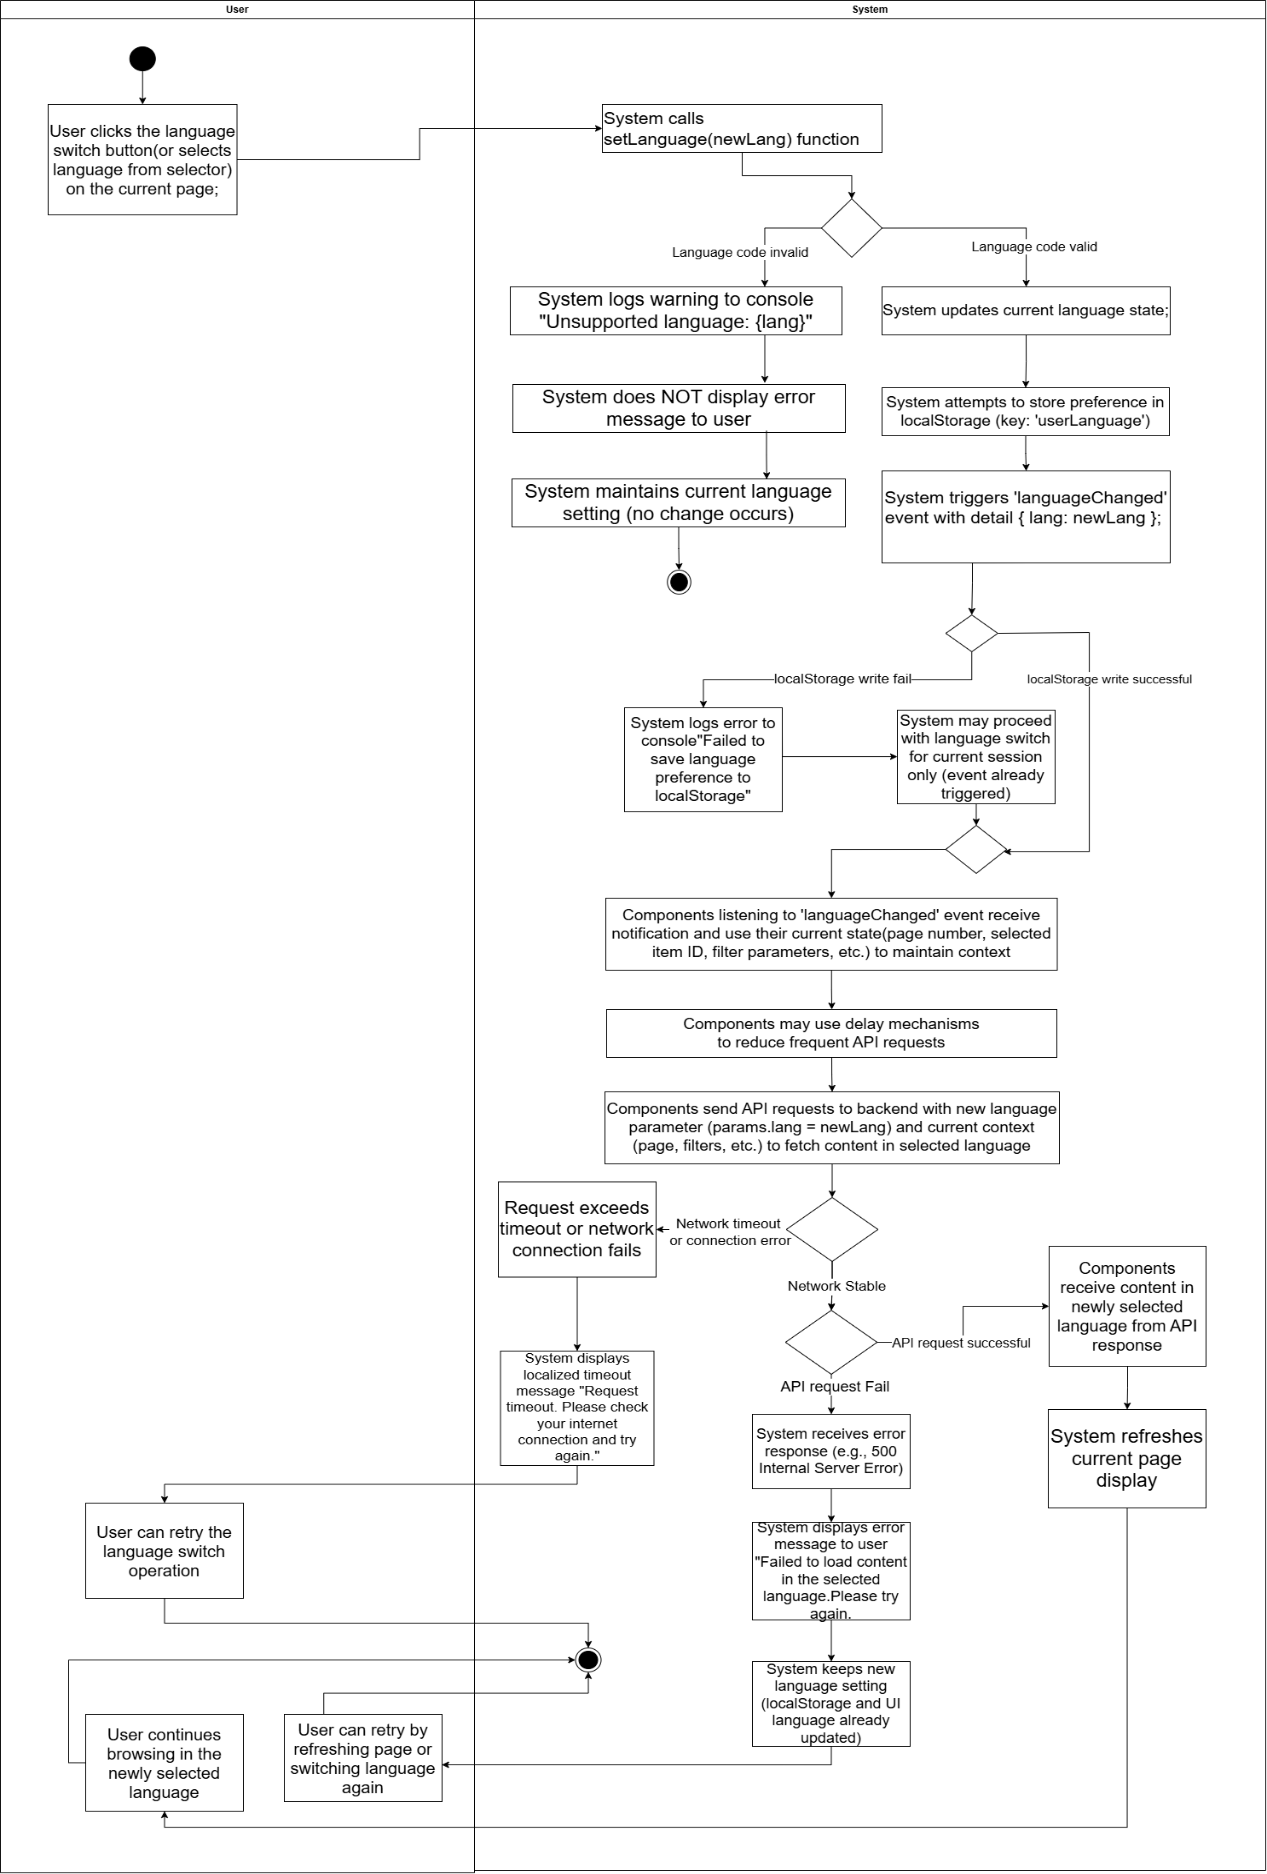 User
System
User clicks the language
switch button(or selects
language from selector)
on the current page;
System calls
setLanguage(newLang) function
Language code invalid
Language code valid
System logs warning to console
"Unsupported language: {lang}"
System updates current language state;
System does NOT display error
message to user
System attempts to store preference in
localStorage (key: 'userLanguage')
System maintains current language
setting (no change occurs)
System triggers 'languageChanged'
event with detail { lang: newLang };
localStorage write fail
localStorage write successful
System logs error to
console"Failed to
save language
preference to
localStorage"
System may proceed
with language switch
for current session
only (event already
triggered)
Components listening to 'languageChanged' event receive
notification and use their current state(page number, selected
item ID, filter parameters, etc.) to maintain context
Components may use delay mechanisms
to reduce frequent API requests
Components send API requests to backend with new language
parameter (params.lang = newLang) and current context
(page, filters, etc.) to fetch content in selected language
Request exceeds
timeout or network
connection fails
Network timeout
or connection error
Network Stable
Components
receive content in
newly selected
language from API
response
API request successful
System displays
localized timeout
message "Request
timeout. Please check
your internet
connection and try
again."
API request Fail
System receives error
response (e.g., 500
Internal Server Error)
System refreshes
current page
display
User can retry the
language switch
operation
System displays error
message to user
"Failed to load content
in the selected
language.Please try
again.
System keeps new
language setting
(localStorage and UI
language already
updated)
User continues
browsing in the
newly selected
language
User can retry by
refreshing page or
switching language
again